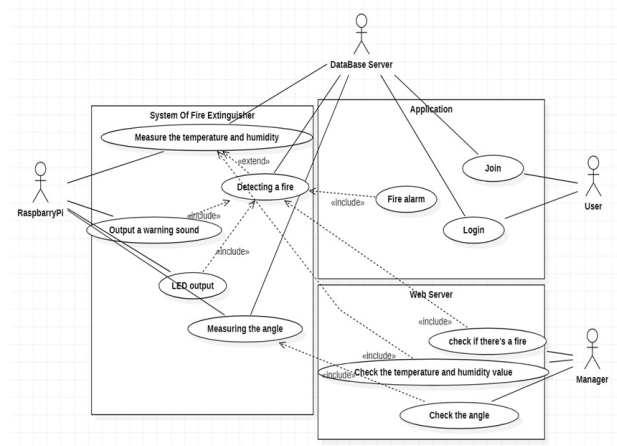 DataBase Server
System Of Fire Extinguisher
Application
Measure the temperature and humidity
«extend»
Detecting a fire
Join
RaspbarryPi
«include»
Fire alarm
User
«include»
Output a warning sound
Login
«include»
LED output
Web Server
Measuring the angle
«include»
check if there's a fire
«include»
Check the temperature and humidity value
«include»
Manager
Check the angle